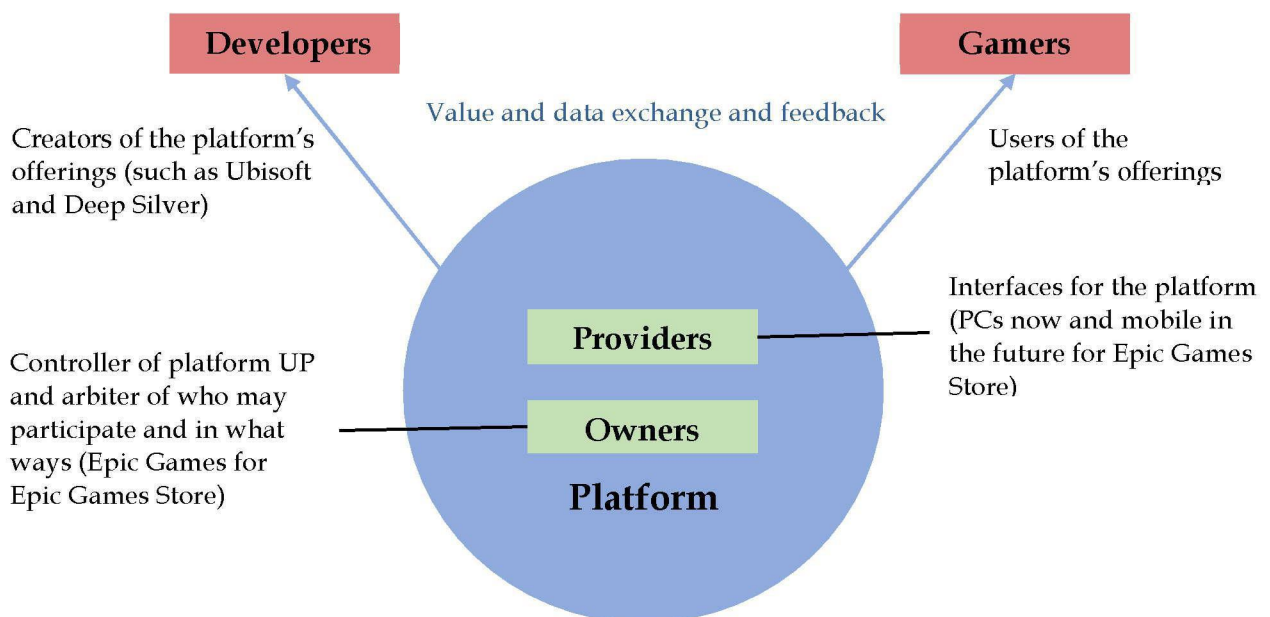 Developers
Gamers
Value and data exchange and feedback
Creators of the platform's
offerings (such as Ubisoft
and Deep Silver)
Users of the
platform's offerings
Interfaces for the platform
(PCs now and mobile in
the future for Epic Games
Store)
Providers
Controller of platform UP
and arbiter of who may
participate and in what
ways (Epic Games for
Epic Games Store)
Owners
Platform